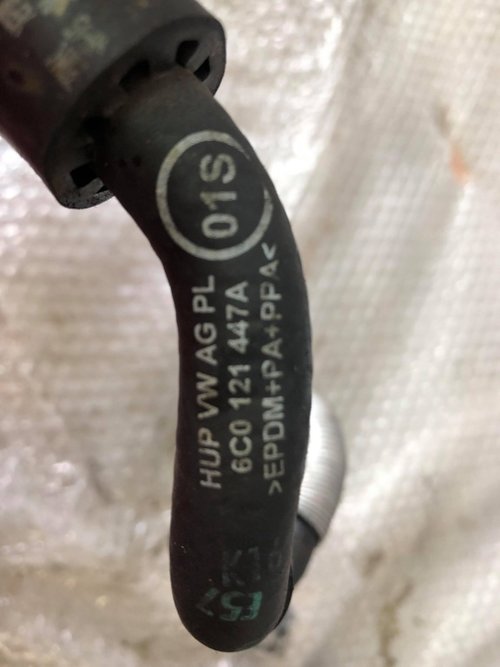 01S
HUP VW AG PL
6C0 121 447A
>EPDM+PA+PPA<